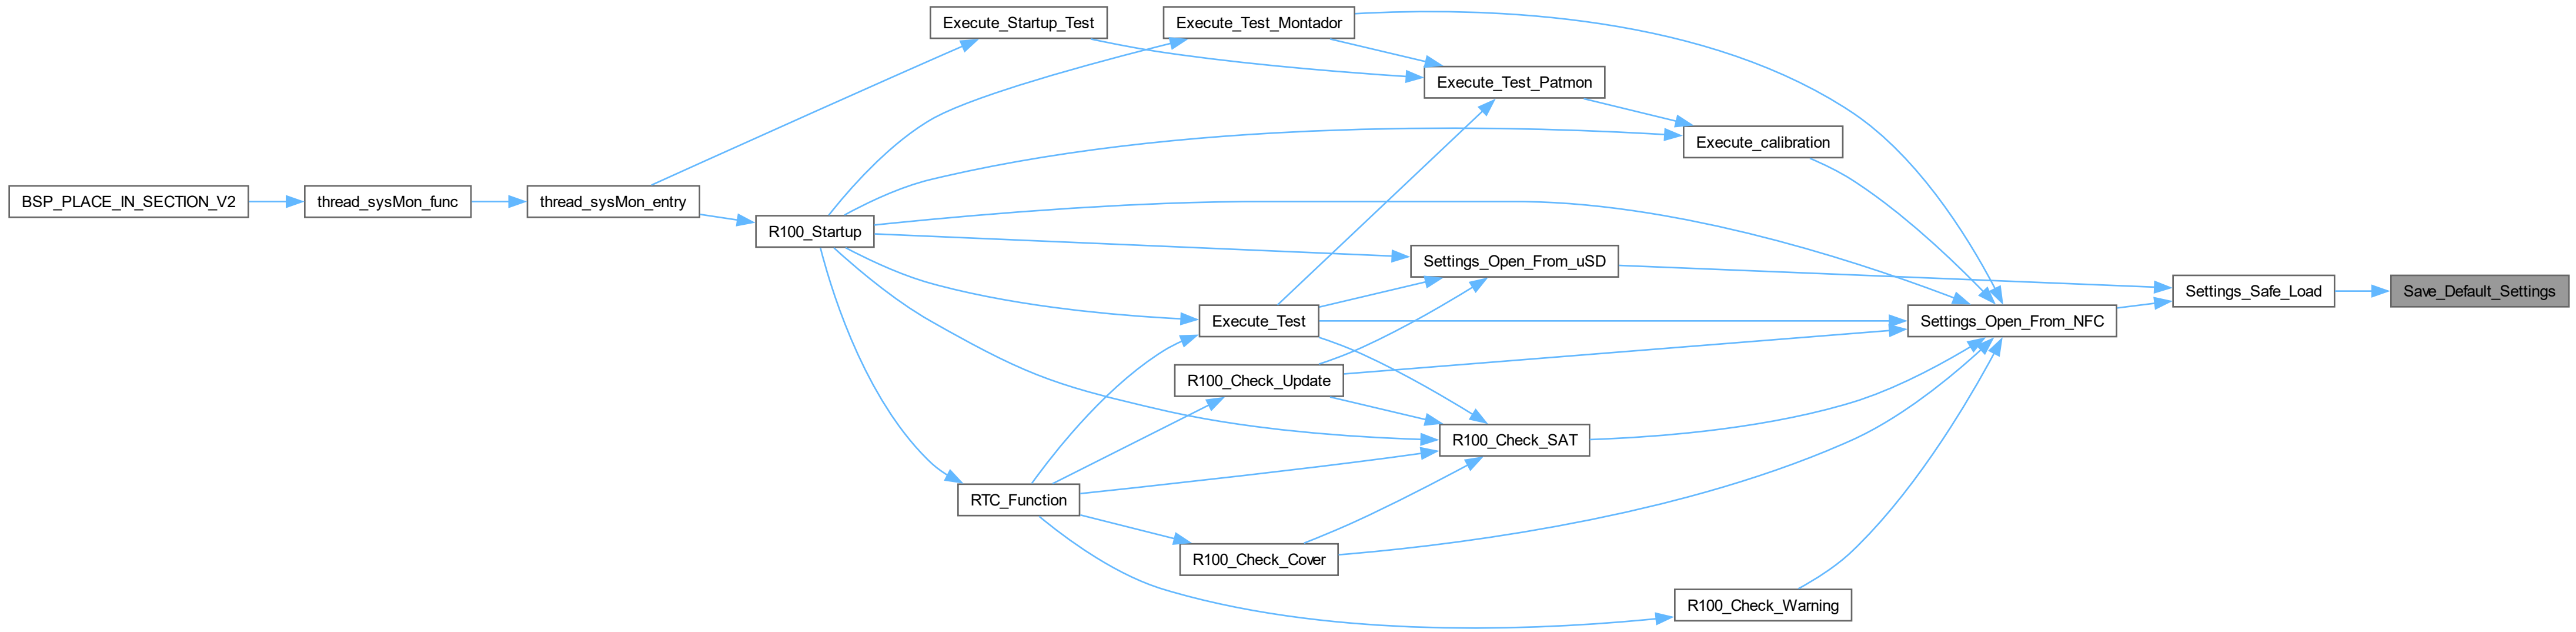 Execute_Startup_Test
Execute_Test_Montador
Execute_Test_Patmon
Execute_calibration
BSP_PLACE_IN_SECTION_V2
thread_sysMon_func
thread_sysMon_entry
R100_Startup
Settings_Open_From_uSD
Settings_Safe_Load
Save_Default_Settings
Execute_Test
Settings_Open_From_NFC
R100_Check_Update
R100_Check_SAT
RTC_Function
R100_Check_Cover
R100_Check_Warning